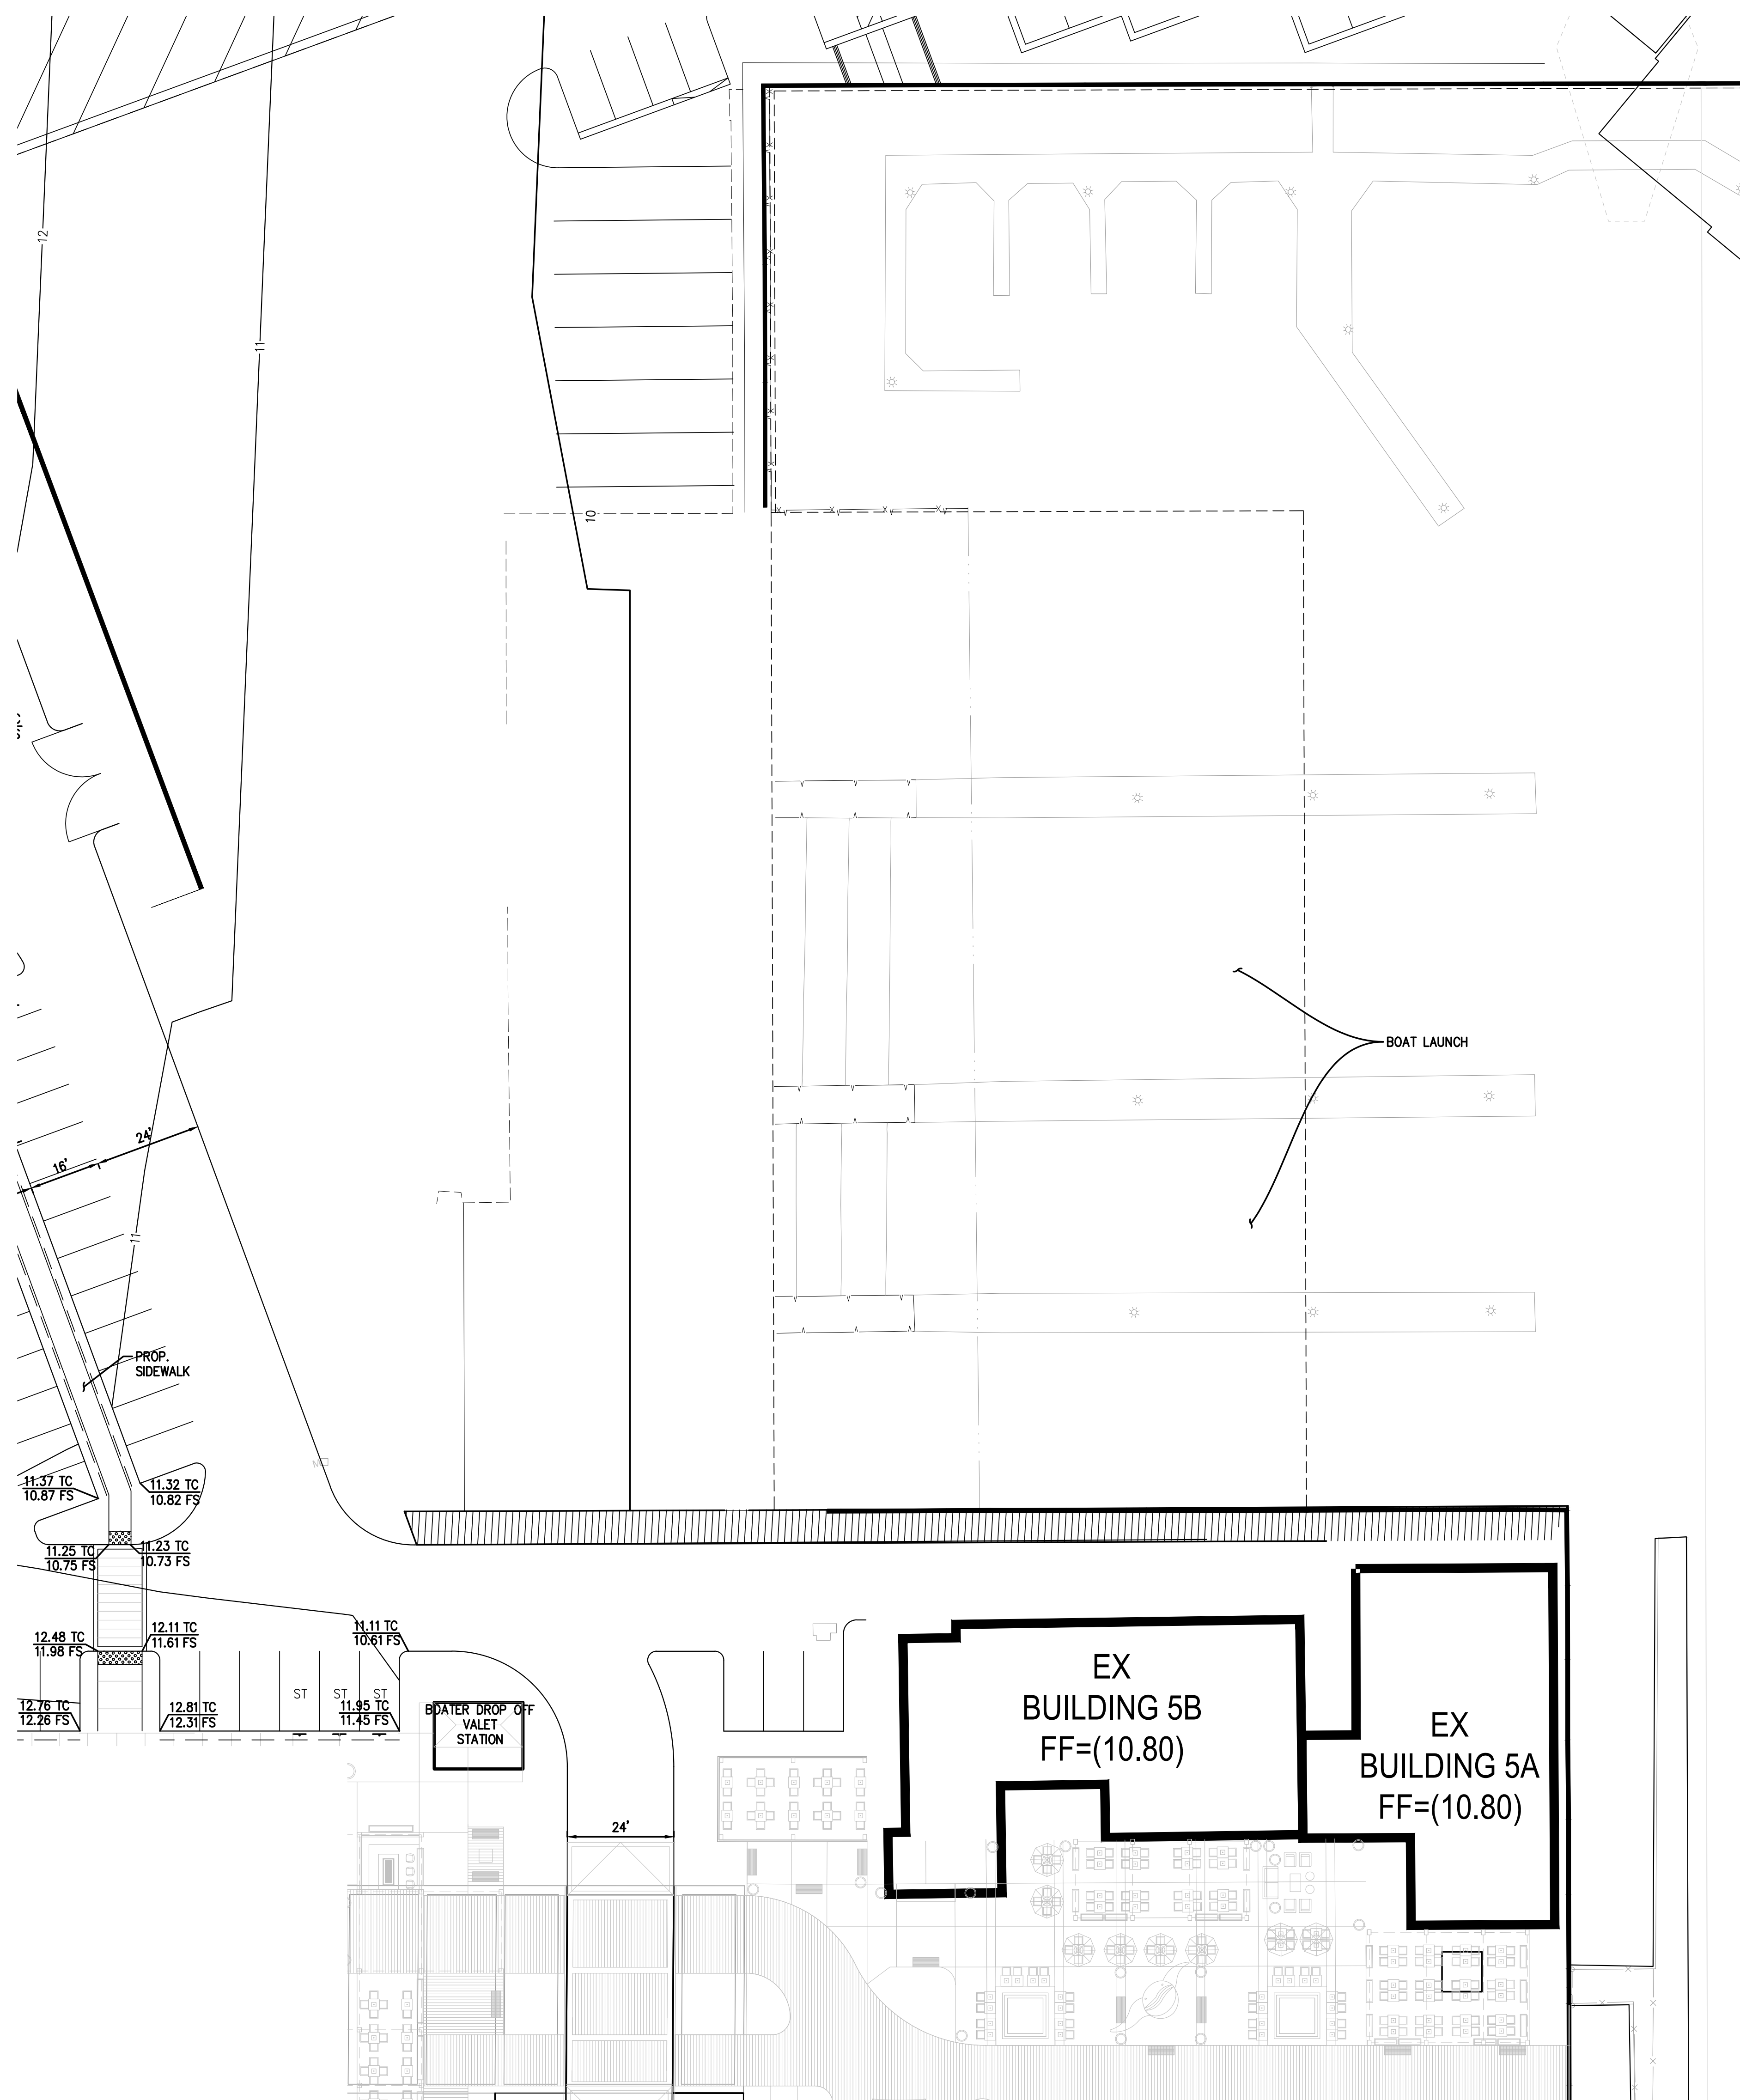 12
11
10
BOAT LAUNCH
24'
16'
11
PROP.
SIDEWALK
11.37 TC
10.87 FS
11.32 TC
10.82 FS
11.25 TC
10.75 FS
11.23 TC
10.73 FS
12.48 TC
11.98 FS
12.11 TC
11.61 FS
11.11 TC
10.61 FS
12.76 TC
12.26 FS
12.81 TC
12.31 FS
ST
ST
ST
11.95 TC
11.45 FS
BOATER DROP OFF
VALET
STATION
24'
EX
BUILDING 5B
FF=(10.80)
EX
BUILDING 5A
FF=(10.80)